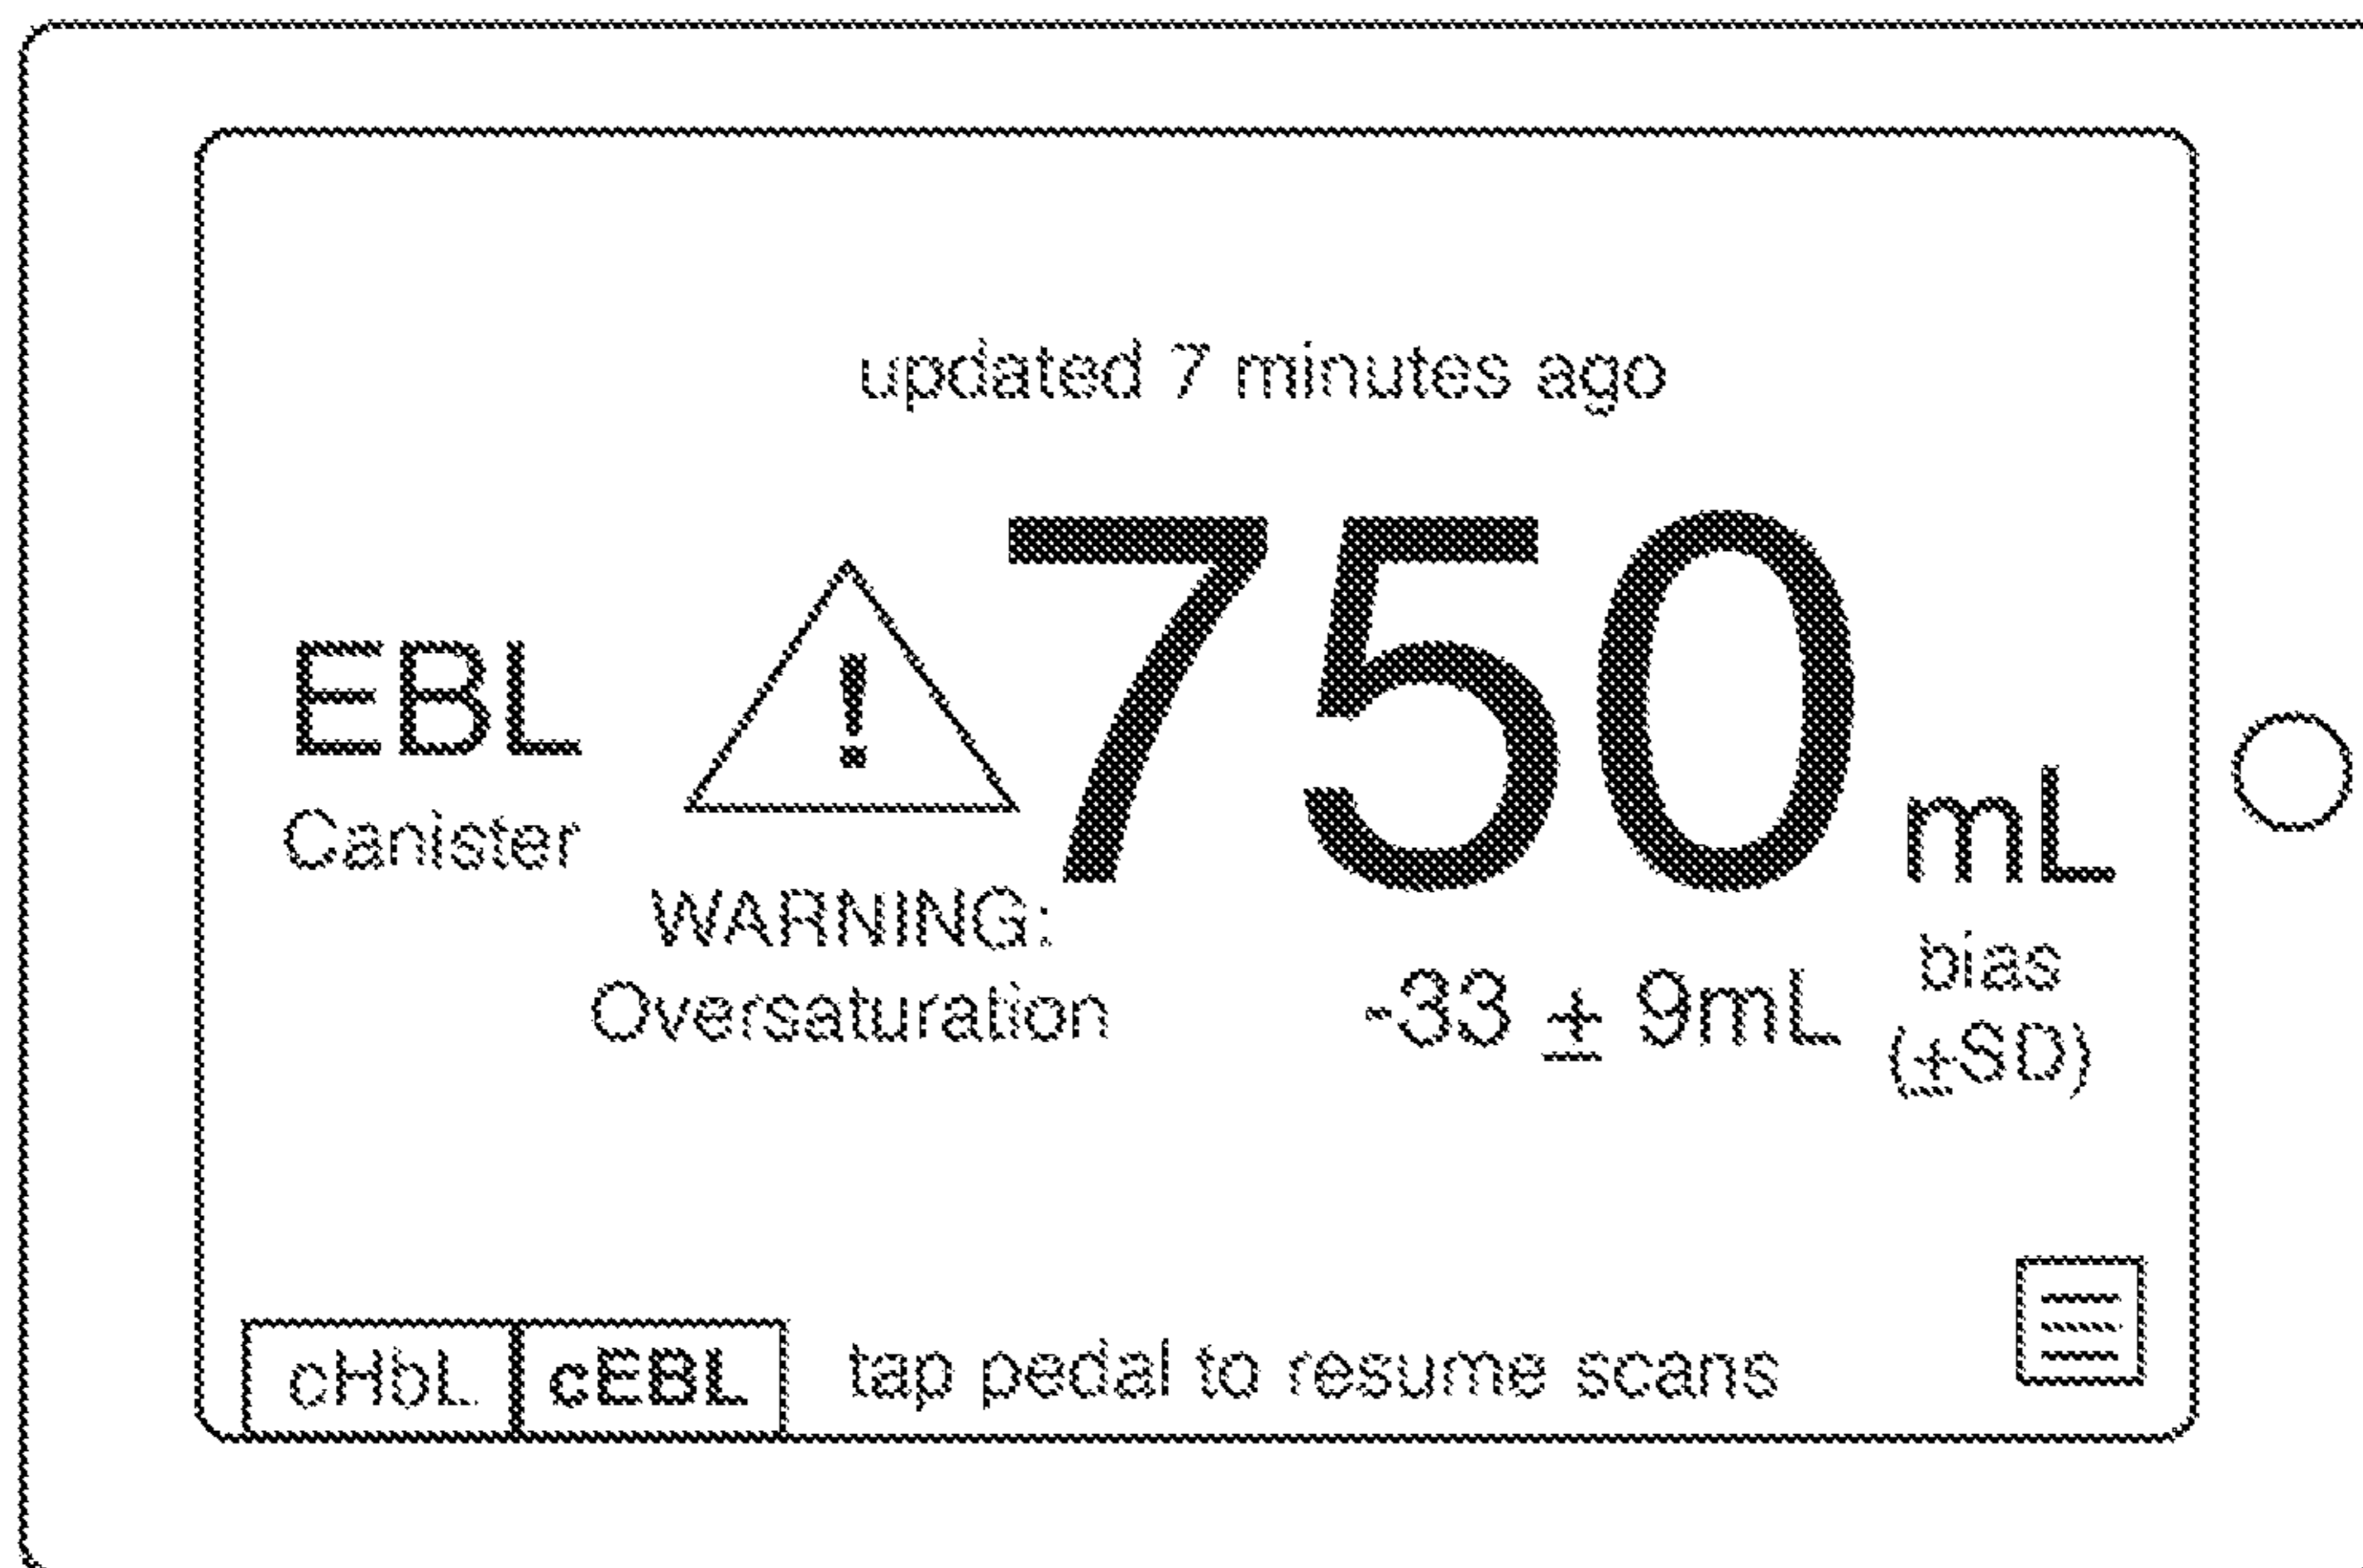 updated 7 minutes ago
EBL
Canister
!
750 mL
WARNING:
Oversaturation
-33 ± 9mL
bias
(±SD)
cHbL
cEBL
tap pedal to resume scans